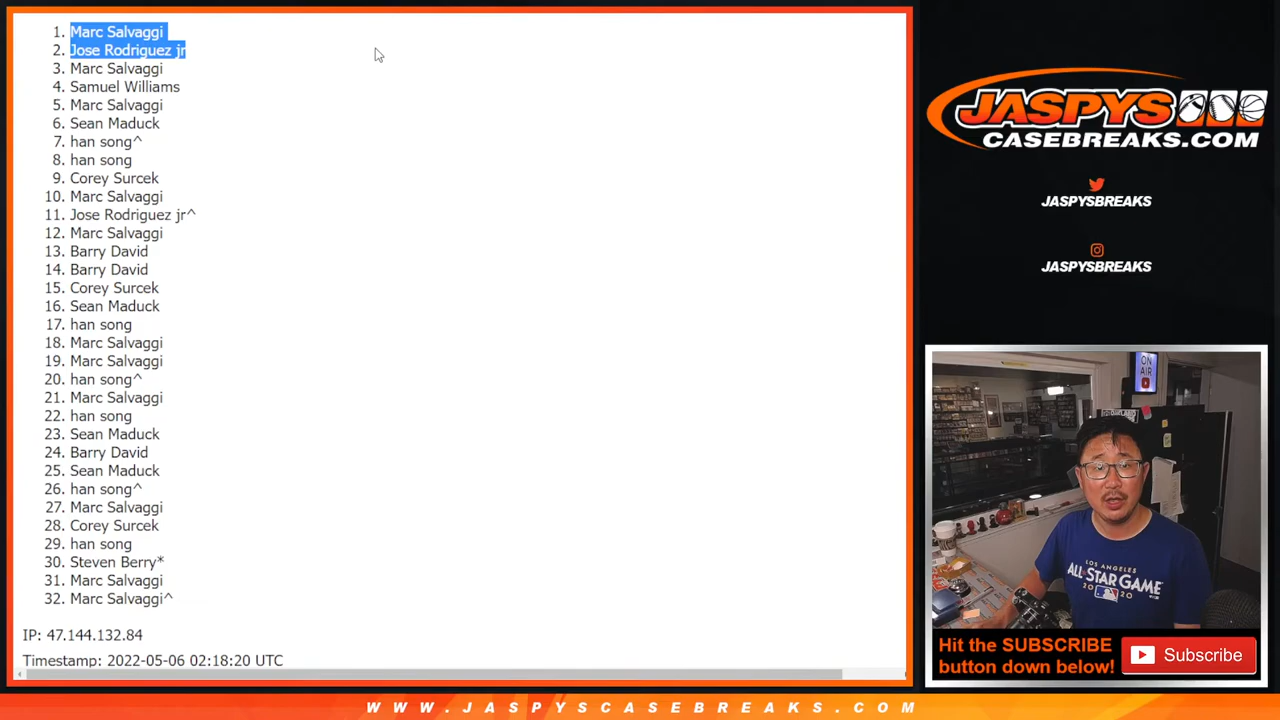 1. Marc Salvaggi
2. Jose Rodriguez jr
3. Marc Salvaggi
4. Samuel Williams
5. Marc Salvaggi
6. Sean Maduck
7. han song^
8. han song
9. Corey Surcek
10. Marc Salvaggi
11. Jose Rodriguez jr^
12. Marc Salvaggi
13. Barry David
14. Barry David
15. Corey Surcek
16. Sean Maduck
17. han song
18. Marc Salvaggi
19. Marc Salvaggi
20. han song^
21. Marc Salvaggi
22. han song
23. Sean Maduck
24. Barry David
25. Sean Maduck
26. han song^
27. Marc Salvaggi
28. Corey Surcek
29. han song
30. Steven Berry*
31. Marc Salvaggi
32. Marc Salvaggi^
IP: 47.144.132.84
Timestamp: 2022-05-06 02:18:20 UTC
JASPYS
CASEBREAKS.COM
JASPYSBREAKS
JASPYSBREAKS
ON
AIR
LOS ANGELES
ALL-STAR GAME
2020
Hit the SUBSCRIBE
button down below!
Subscribe
WWW.JASPYSCASEBREAKS.COM